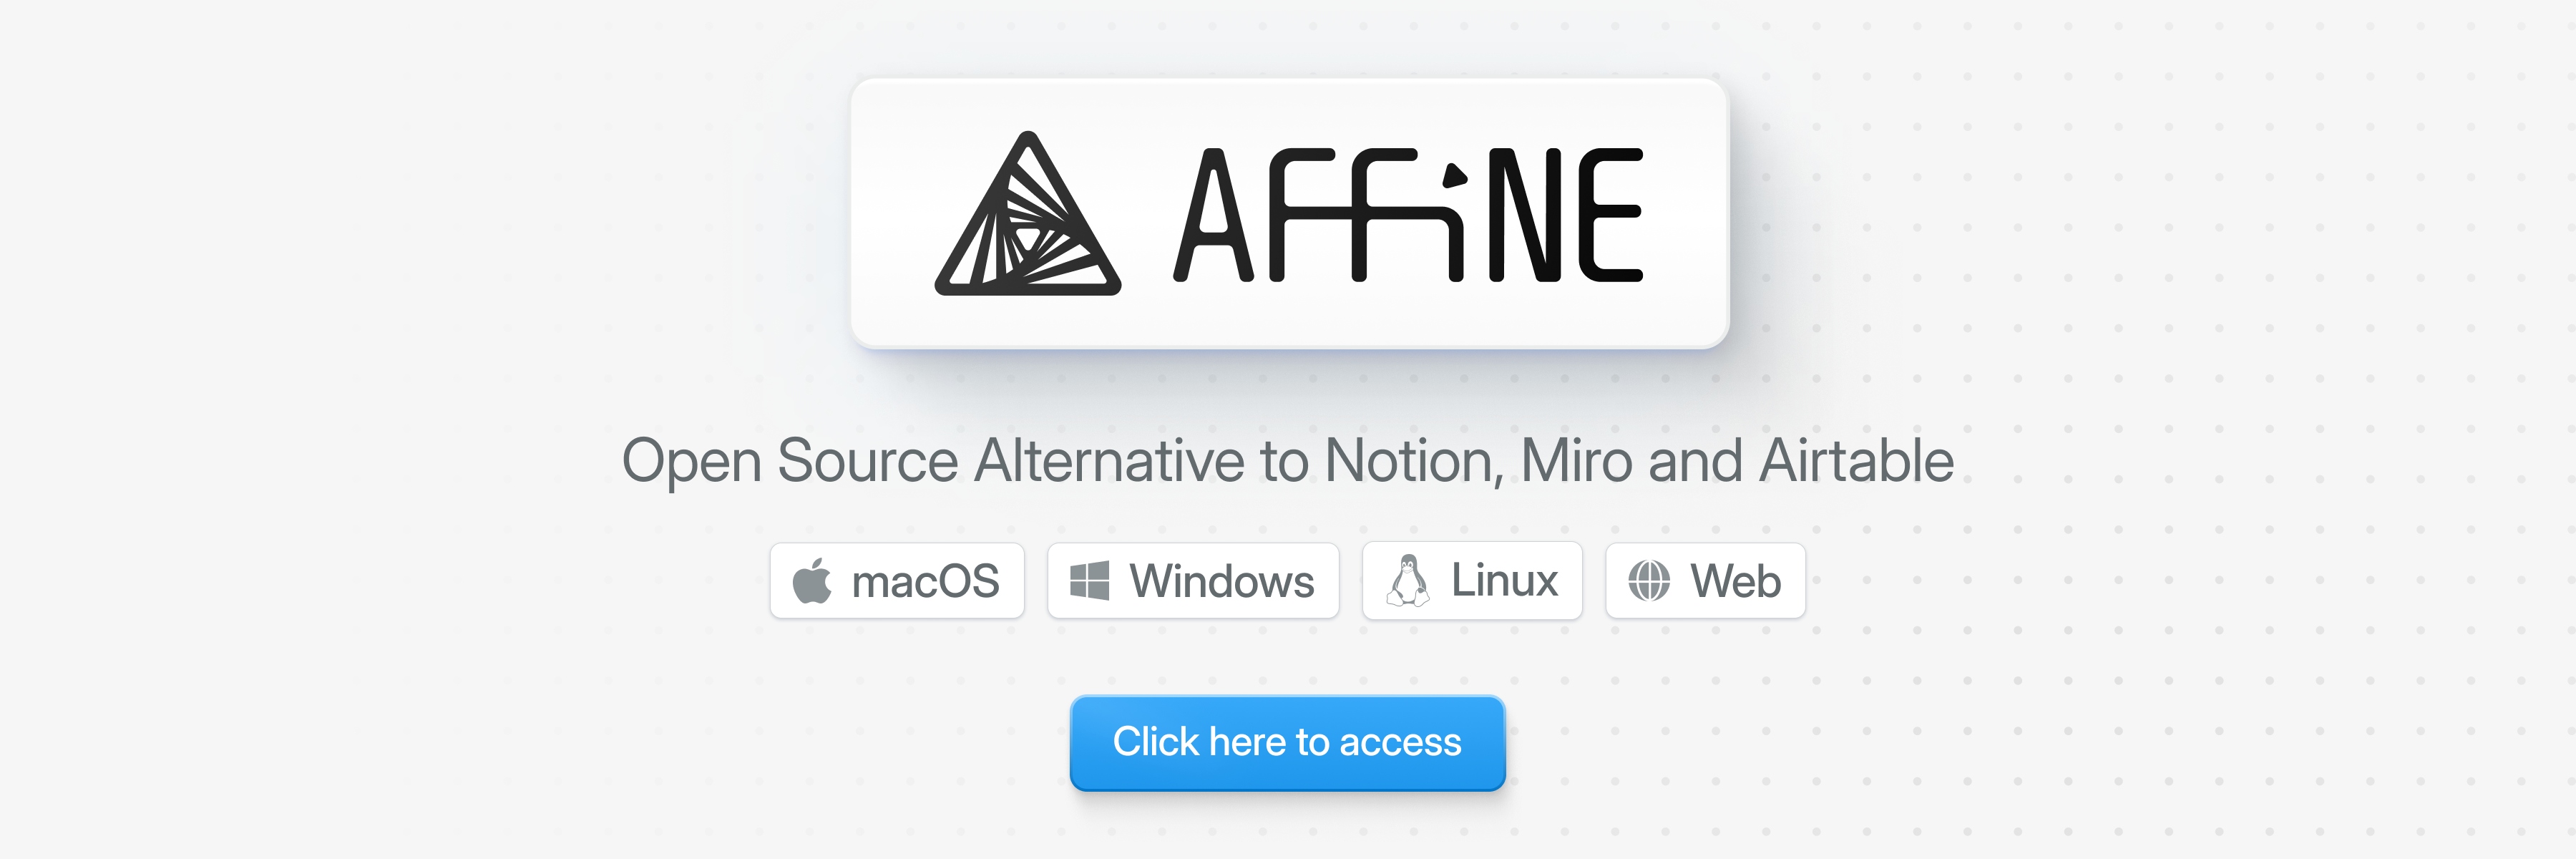 AFFiNE
Open Source Alternative to Notion, Miro and Airtable
macOS Windows Linux Web
Click here to access